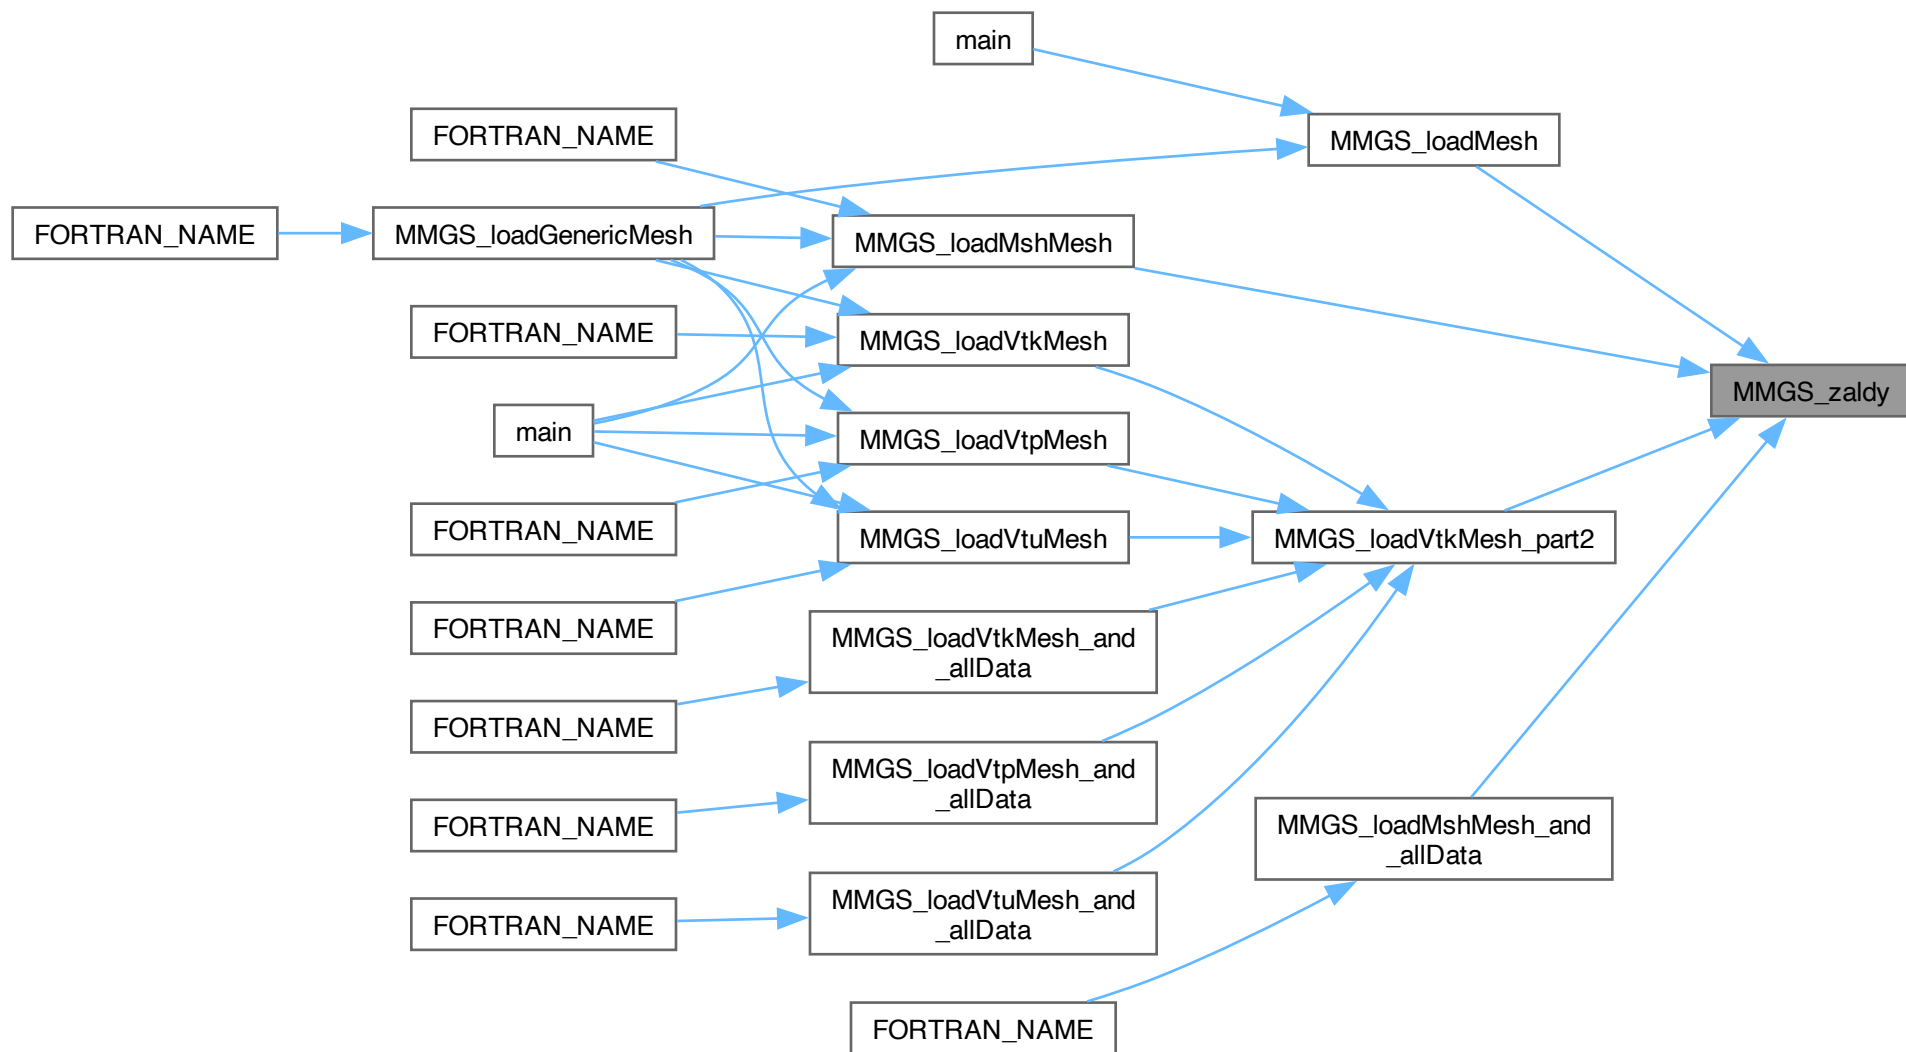 main
FORTRAN_NAME
MMGS_loadMesh
FORTRAN_NAME
MMGS_loadGenericMesh
MMGS_loadMshMesh
FORTRAN_NAME
MMGS_loadVtkMesh
MMGS_zaldy
main
MMGS_loadVtpMesh
FORTRAN_NAME
MMGS_loadVtuMesh
MMGS_loadVtkMesh_part2
FORTRAN_NAME
MMGS_loadVtkMesh_and
_allData
FORTRAN_NAME
MMGS_loadVtpMesh_and
_allData
FORTRAN_NAME
MMGS_loadMshMesh_and
_allData
MMGS_loadVtuMesh_and
_allData
FORTRAN_NAME
FORTRAN_NAME